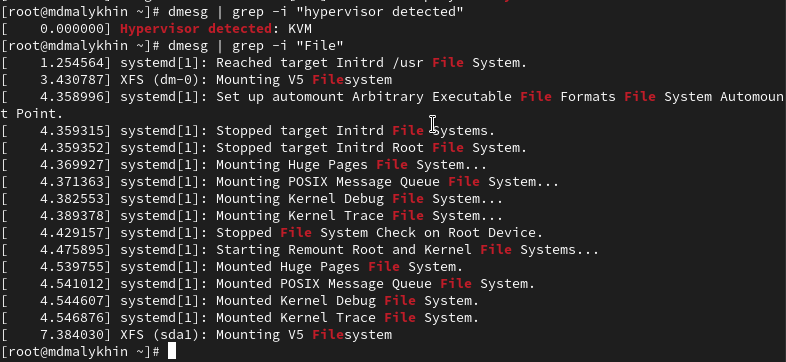 [root@mdmalykhin ~]# dmesg | grep -i "hypervisor detected"
[    0.000000] Hypervisor detected: KVM
[root@mdmalykhin ~]# dmesg | grep -i "File"
[    1.254564] systemd[1]: Reached target Initrd /usr File System.
[    3.430787] XFS (dm-0): Mounting V5 Filesystem
[    4.358996] systemd[1]: Set up automount Arbitrary Executable File Formats File System Automoun
t Point.
[    4.359315] systemd[1]: Stopped target Initrd File Systems.
[    4.359352] systemd[1]: Stopped target Initrd Root File System.
[    4.369927] systemd[1]: Mounting Huge Pages File System...
[    4.371363] systemd[1]: Mounting POSIX Message Queue File System...
[    4.382553] systemd[1]: Mounting Kernel Debug File System...
[    4.389378] systemd[1]: Mounting Kernel Trace File System...
[    4.429157] systemd[1]: Stopped File System Check on Root Device.
[    4.475895] systemd[1]: Starting Remount Root and Kernel File Systems...
[    4.539755] systemd[1]: Mounted Huge Pages File System.
[    4.541012] systemd[1]: Mounted POSIX Message Queue File System.
[    4.544607] systemd[1]: Mounted Kernel Debug File System.
[    4.546876] systemd[1]: Mounted Kernel Trace File System.
[    7.384030] XFS (sda1): Mounting V5 Filesystem
[root@mdmalykhin ~]#